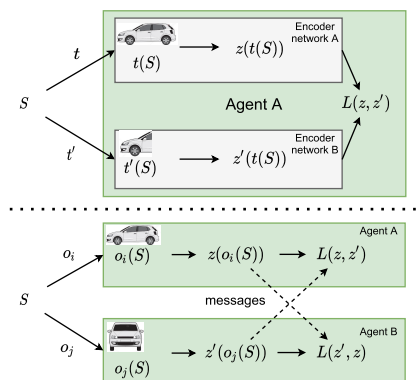 Encoder
network A
t
t(S) → z(t(S))
S
Agent A
L(z, z′)
t′
Encoder
network B
t′(S) → z′(t(S))
Agent A
o_i
o_i(S) → z(o_i(S)) → L(z, z′)
S
messages
Agent B
o_j
o_j(S) → z′(o_j(S)) → L(z′, z)